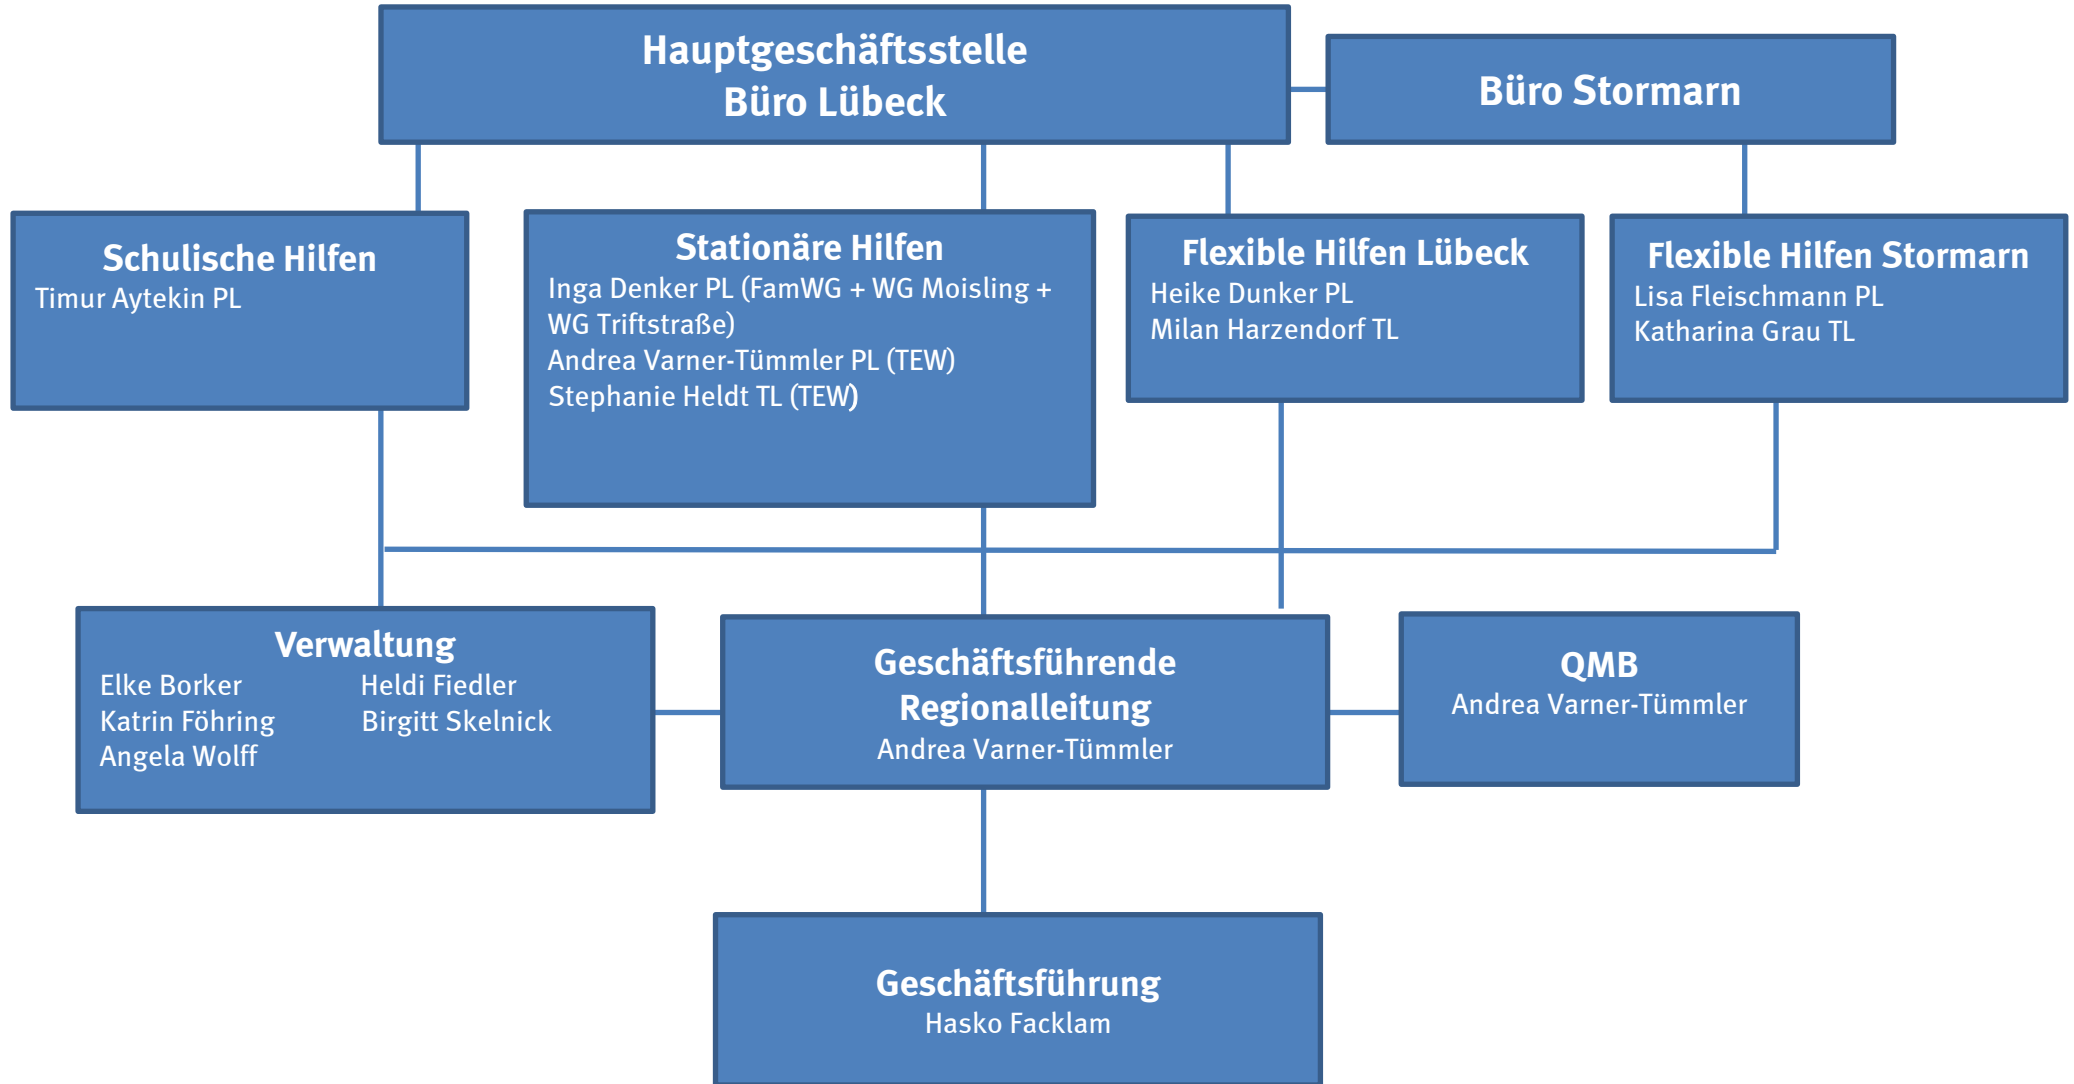 Hauptgeschäftsstelle
Büro Lübeck
Büro Stormarn
Schulische Hilfen
Timur Aytekin PL
Stationäre Hilfen
Inga Denker PL (FamWG + WG Moisling +
WG Triftstraße)
Andrea Varner-Tümmler PL (TEW)
Stephanie Heldt TL (TEW)
Flexible Hilfen Lübeck
Heike Dunker PL
Milan Harzendorf TL
Flexible Hilfen Stormarn
Lisa Fleischmann PL
Katharina Grau TL
Verwaltung
Elke Borker Heldi Fiedler
Katrin Föhring Birgitt Skelnick
Angela Wolff
Geschäftsführende
Regionalleitung
Andrea Varner-Tümmler
QMB
Andrea Varner-Tümmler
Geschäftsführung
Hasko Facklam